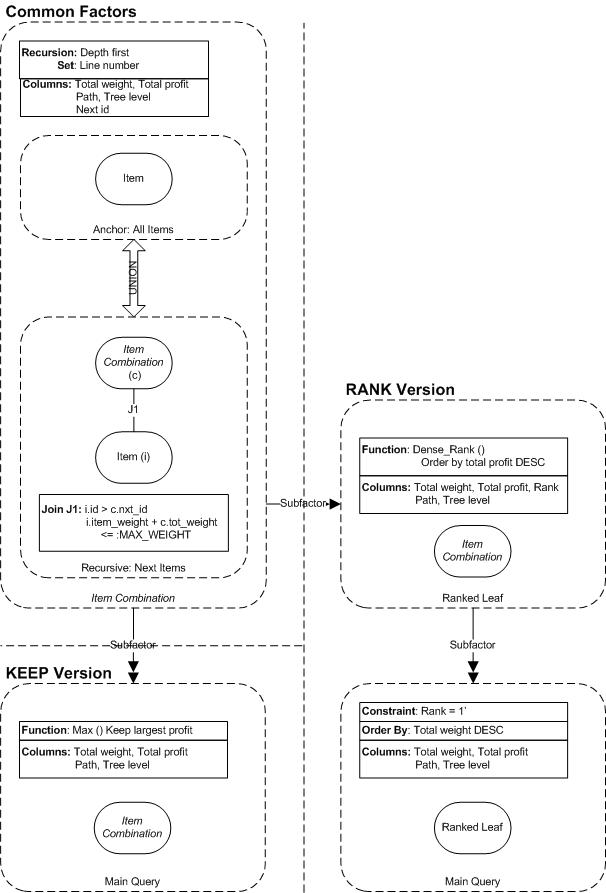 Common Factors
Recursion: Depth first
Set: Line number
Columns: Total weight, Total profit
Path, Tree level
Next id
Item
Anchor: All Items
UNION
Item
Combination
(c)
J1
Item (i)
Join J1: i.id > c.nxt_id
i.item_weight + c.tot_weight
<= :MAX_WEIGHT
Recursive: Next Items
Item Combination
Subfactor
Subfactor
KEEP Version
Function: Max () Keep largest profit
Columns: Total weight, Total profit
Path, Tree level
Item
Combination
Main Query
RANK Version
Function: Dense_Rank ()
Order by total profit DESC
Columns: Total weight, Total Profit, Rank
Path, Tree level
Item
Combination
Ranked Leaf
Subfactor
Constraint: Rank = 1'
Order By: Total weight DESC
Columns: Total weight, Total profit
Path, Tree level
Ranked Leaf
Main Query